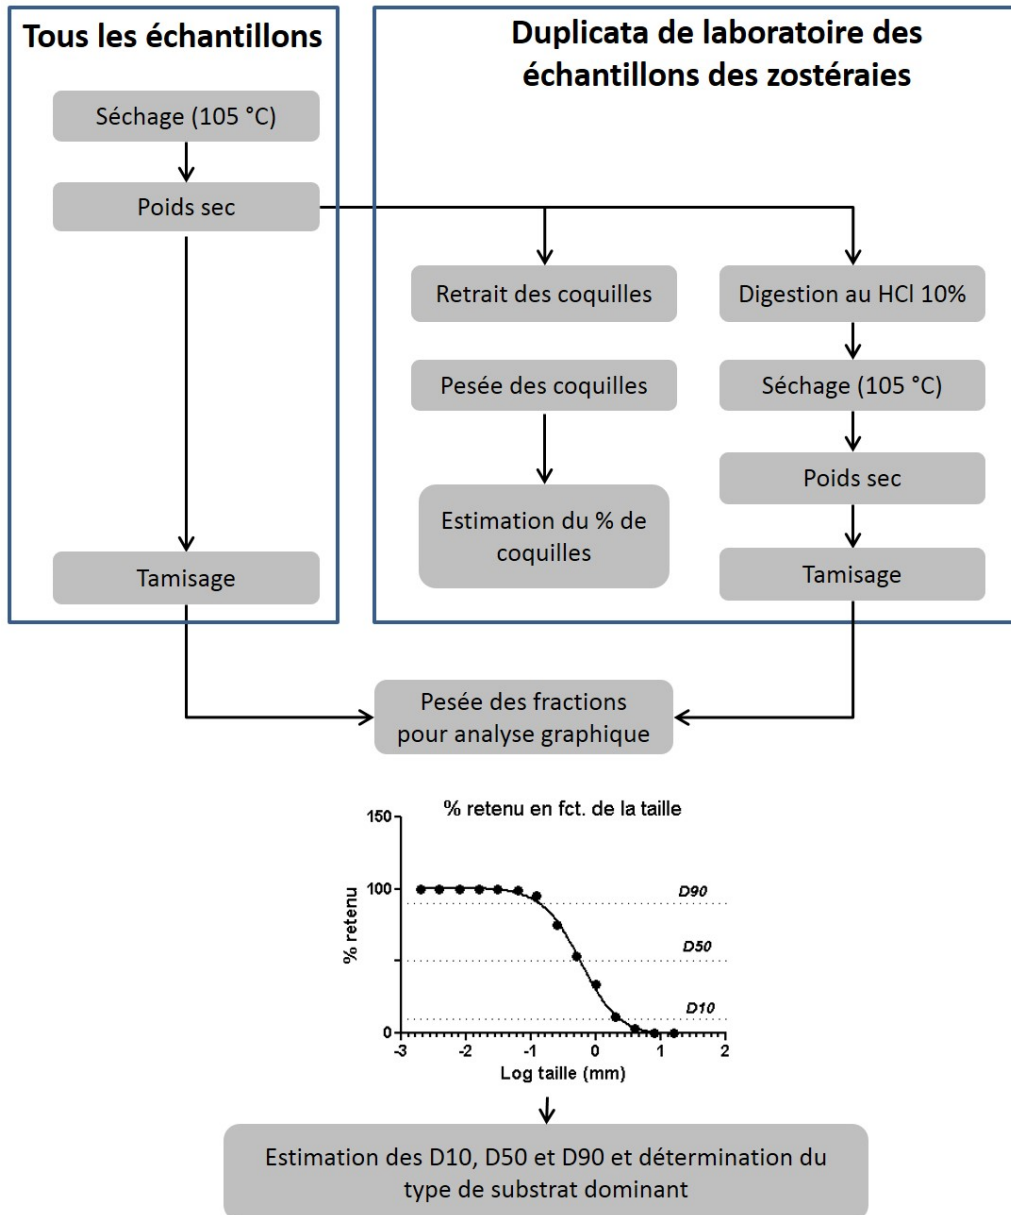 Tous les échantillons
Séchage (105 °C)
Poids sec
Tamisage
Duplicata de laboratoire des
échantillons des zostéraies
Retrait des coquilles
Pesée des coquilles
Estimation du % de
coquilles
Digestion au HCl 10%
Séchage (105 °C)
Poids sec
Tamisage
Pesée des fractions
pour analyse graphique
% retenu en fct. de la taille
% retenu
150
100
0
D90
D50
D10
-3
-2
-1
0
1
2
Log taille (mm)
Estimation des D10, D50 et D90 et détermination du
type de substrat dominant